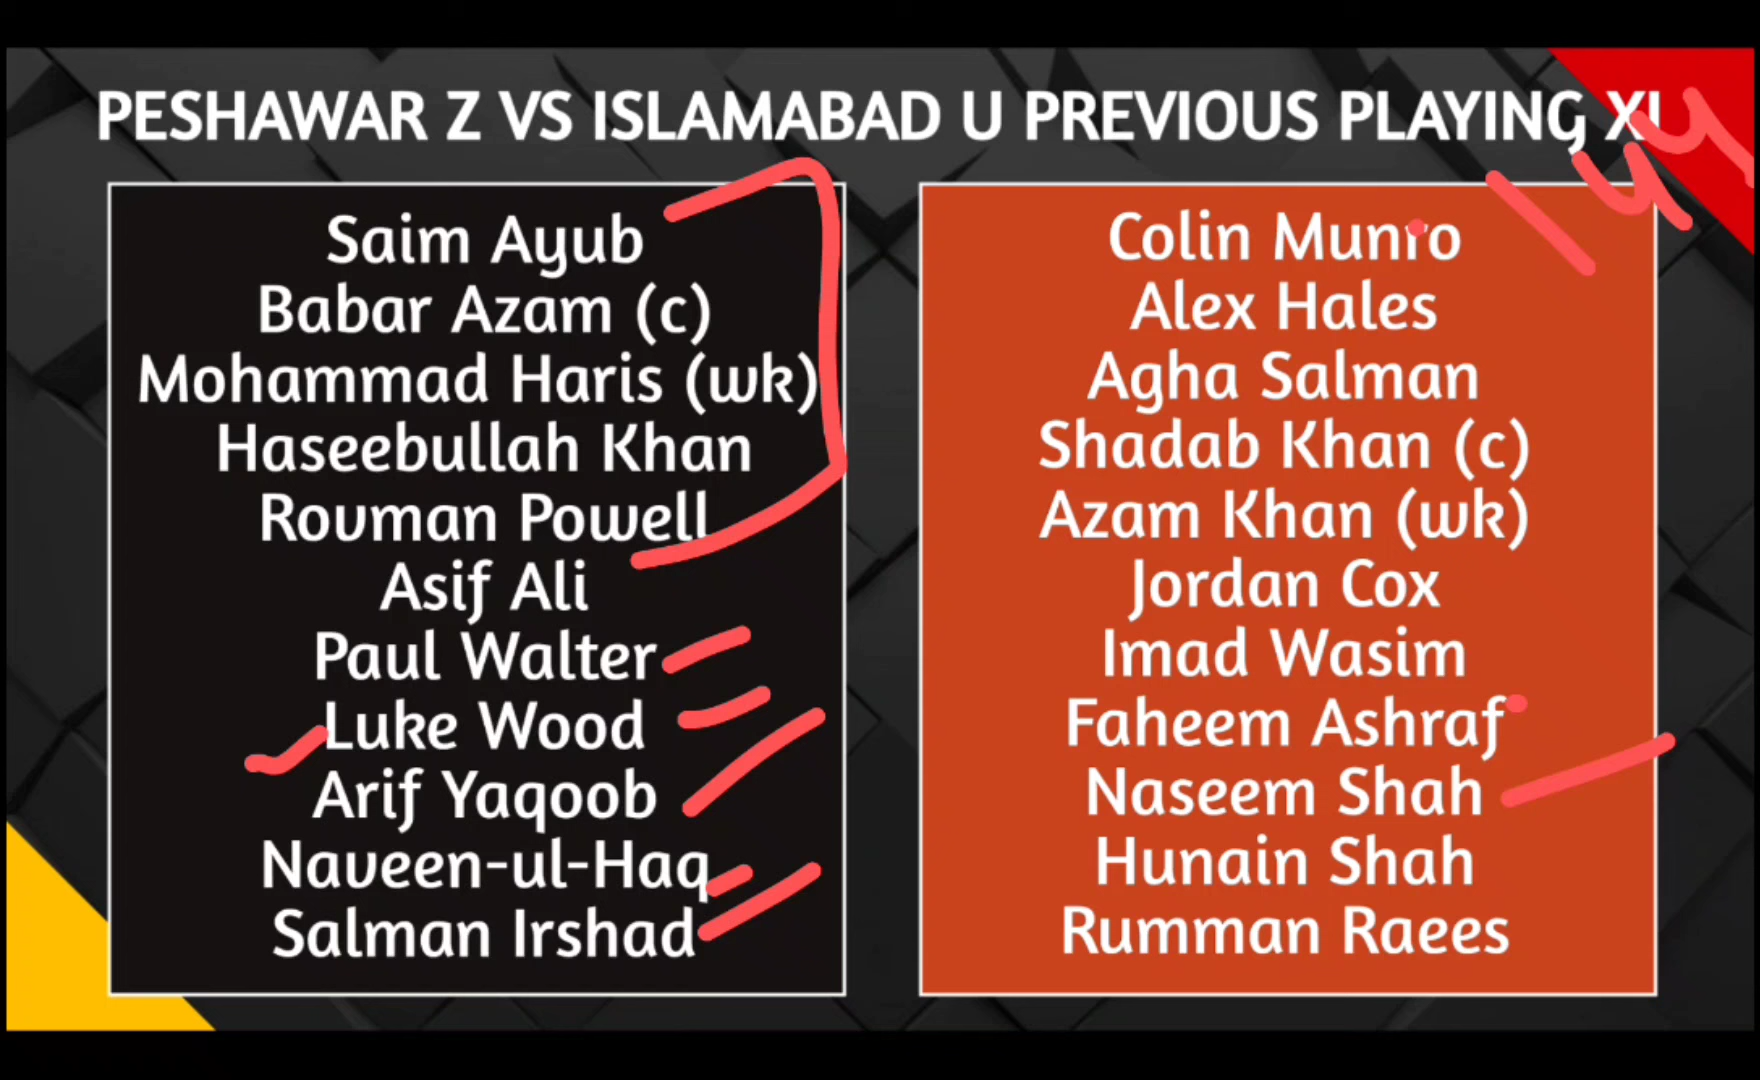 PESHAWAR Z VS ISLAMABAD U PREVIOUS PLAYING XI
Saim Ayub
Babar Azam (c)
Mohammad Haris (wk)
Haseebullah Khan
Rovman Powell
Asif Ali
Paul Walter
Luke Wood
Arif Yaqoob
Naveen-ul-Haq
Salman Irshad
Colin Munro
Alex Hales
Agha Salman
Shadab Khan (c)
Azam Khan (wk)
Jordan Cox
Imad Wasim
Faheem Ashraf
Naseem Shah
Hunain Shah
Rumman Raees